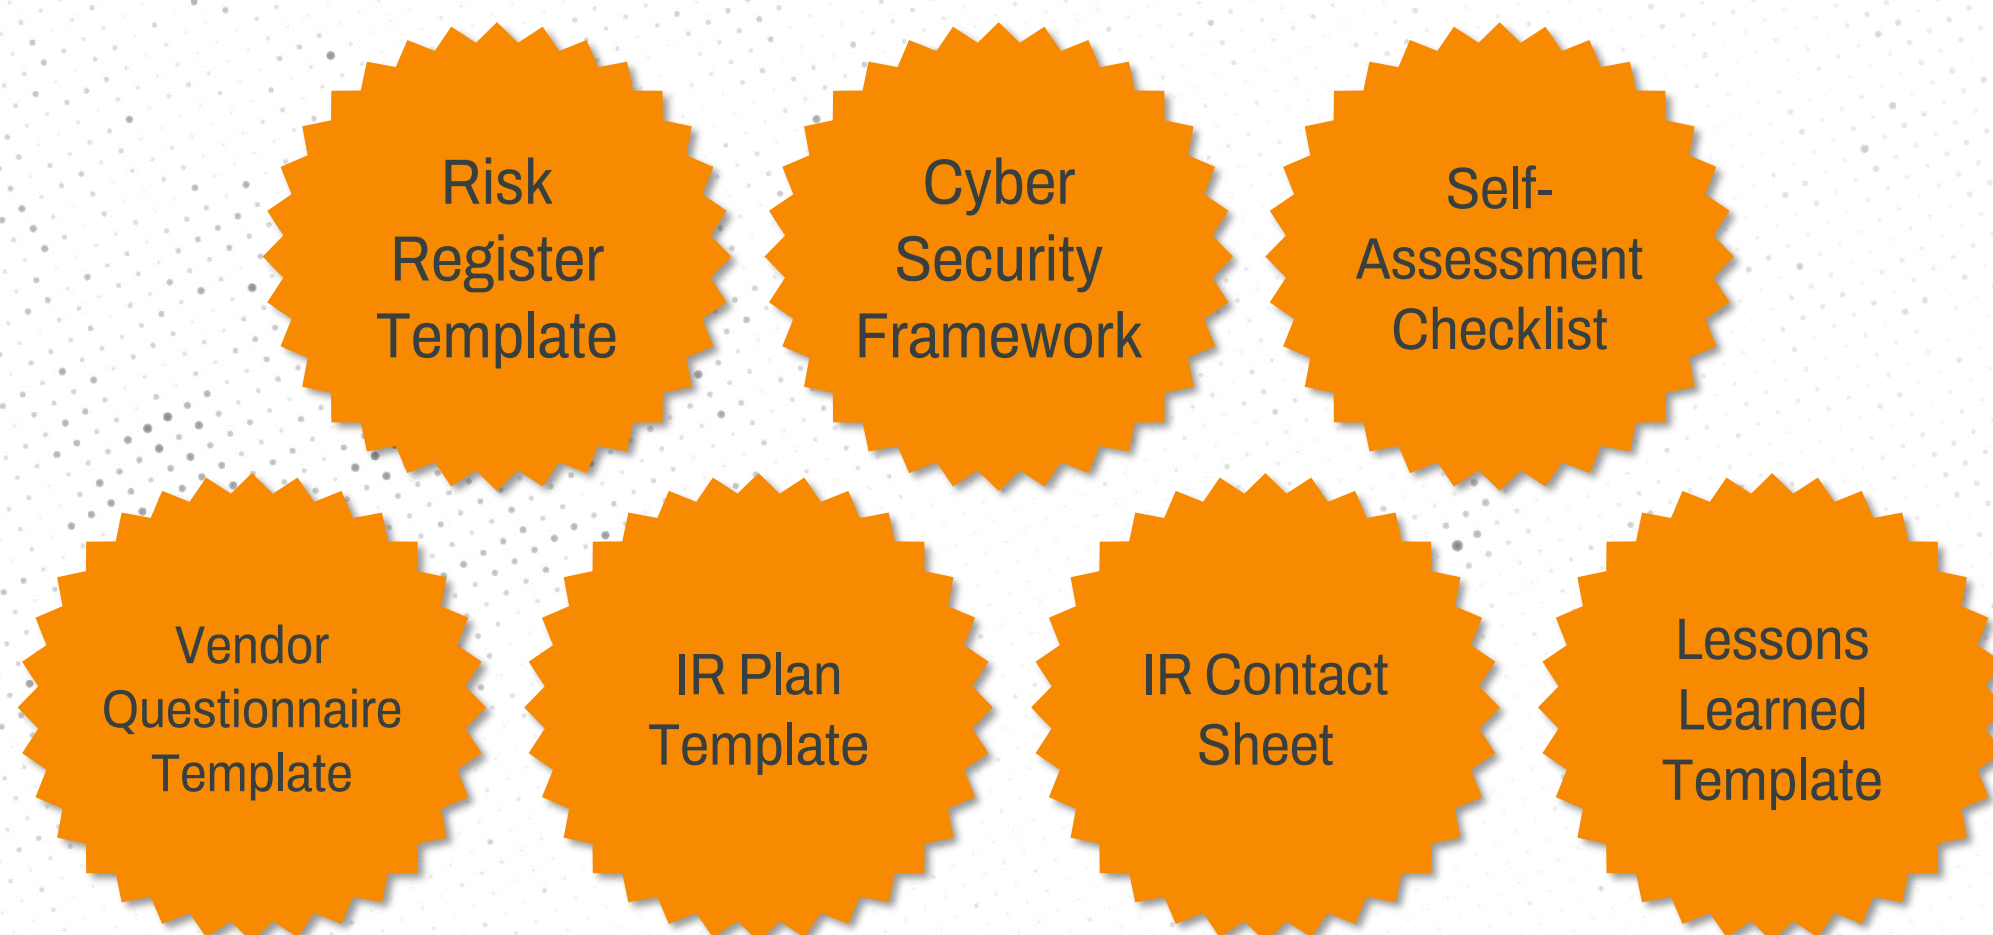 Risk
Register
Template
Cyber
Security
Framework
Self-
Assessment
Checklist
Vendor
Questionnaire
Template
IR Plan
Template
IR Contact
Sheet
Lessons
Learned
Template